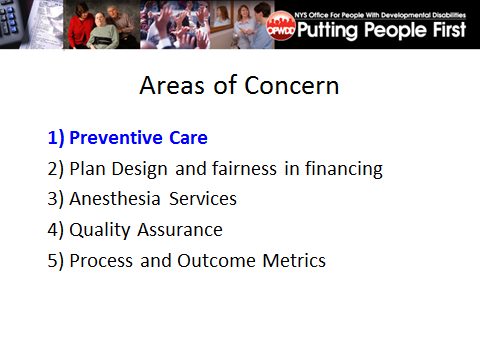 NYS Office For People With Developmental Disabilities
OPWDD
Putting People First
Areas of Concern
1) Preventive Care
2) Plan Design and fairness in financing
3) Anesthesia Services
4) Quality Assurance
5) Process and Outcome Metrics